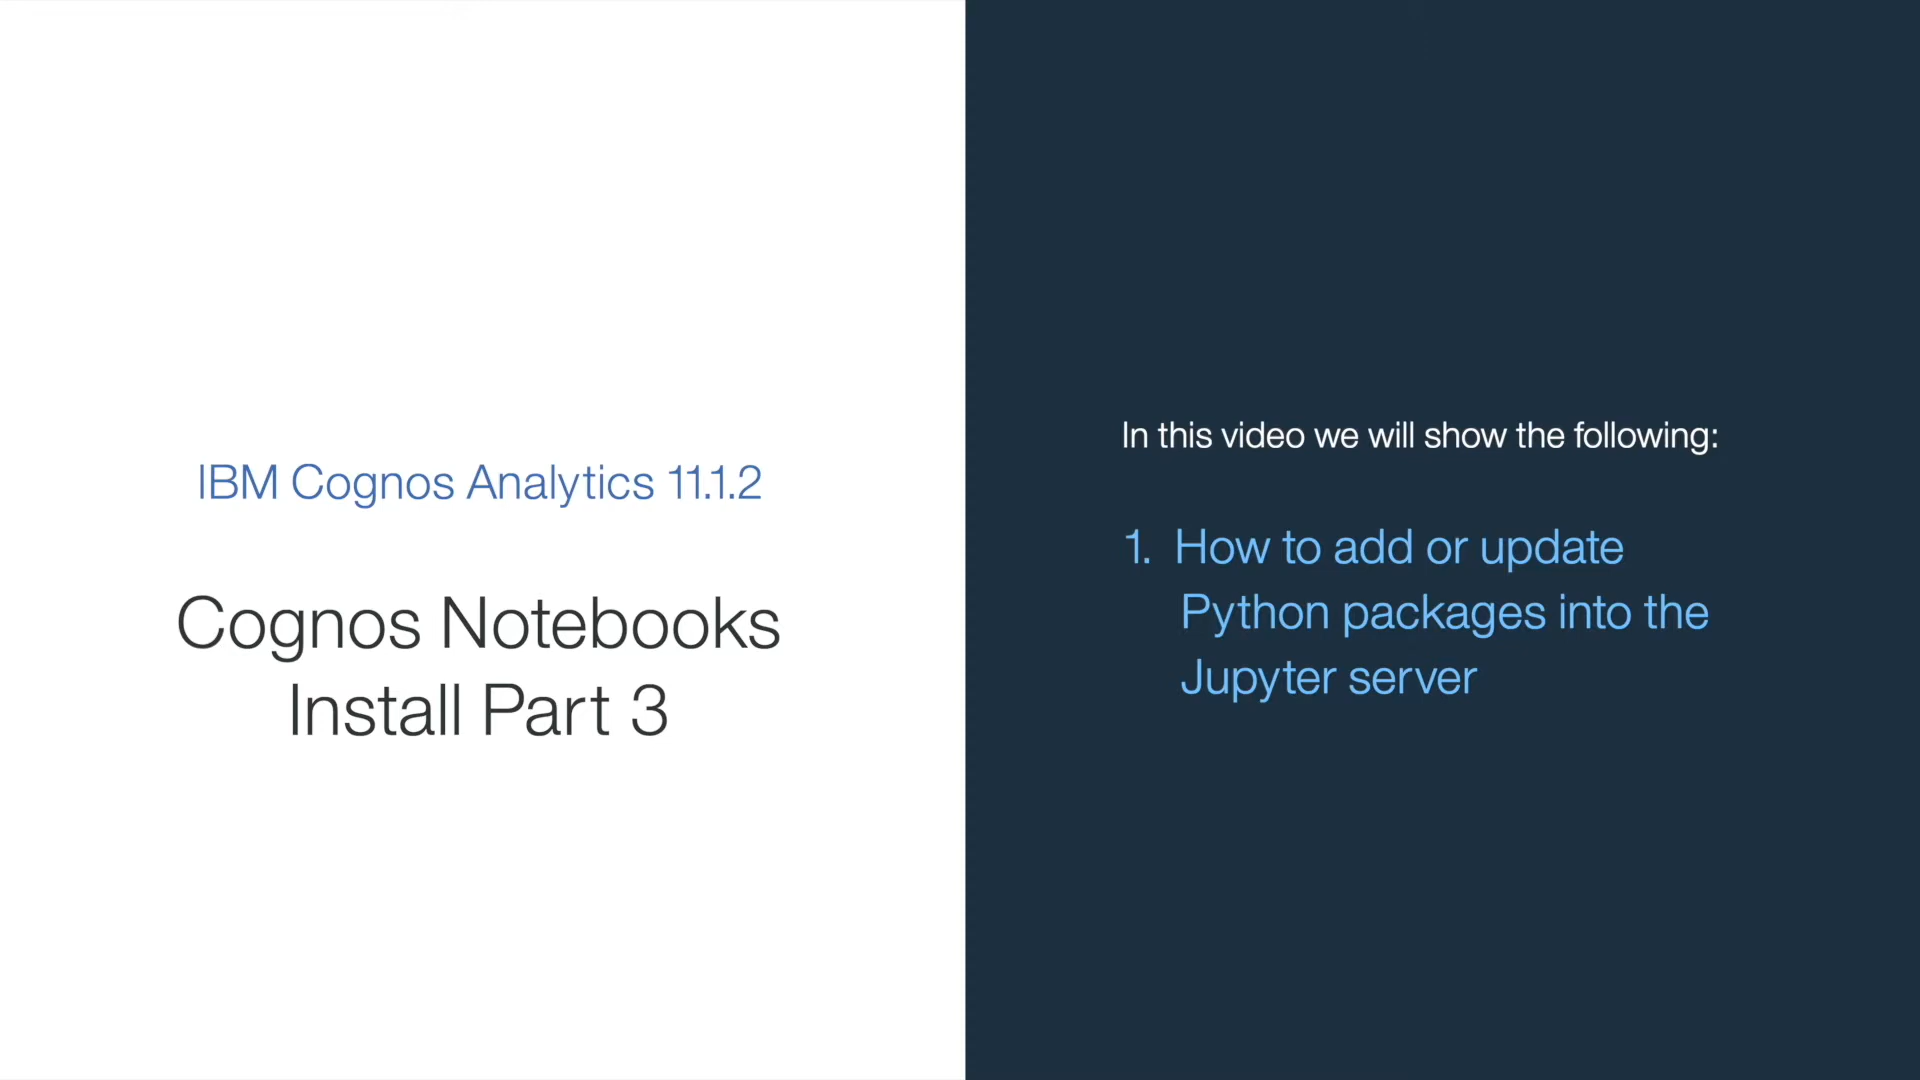 IBM Cognos Analytics 11.1.2
Cognos Notebooks
Install Part 3
In this video we will show the following:
1. How to add or update
Python packages into the
Jupyter server